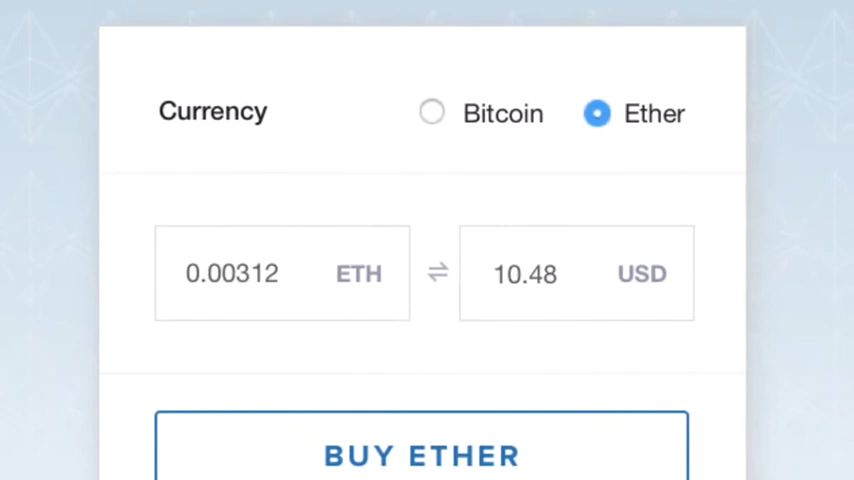 Currency Bitcoin Ether
0.00312 ETH ⇌ 10.48 USD
BUY ETHER